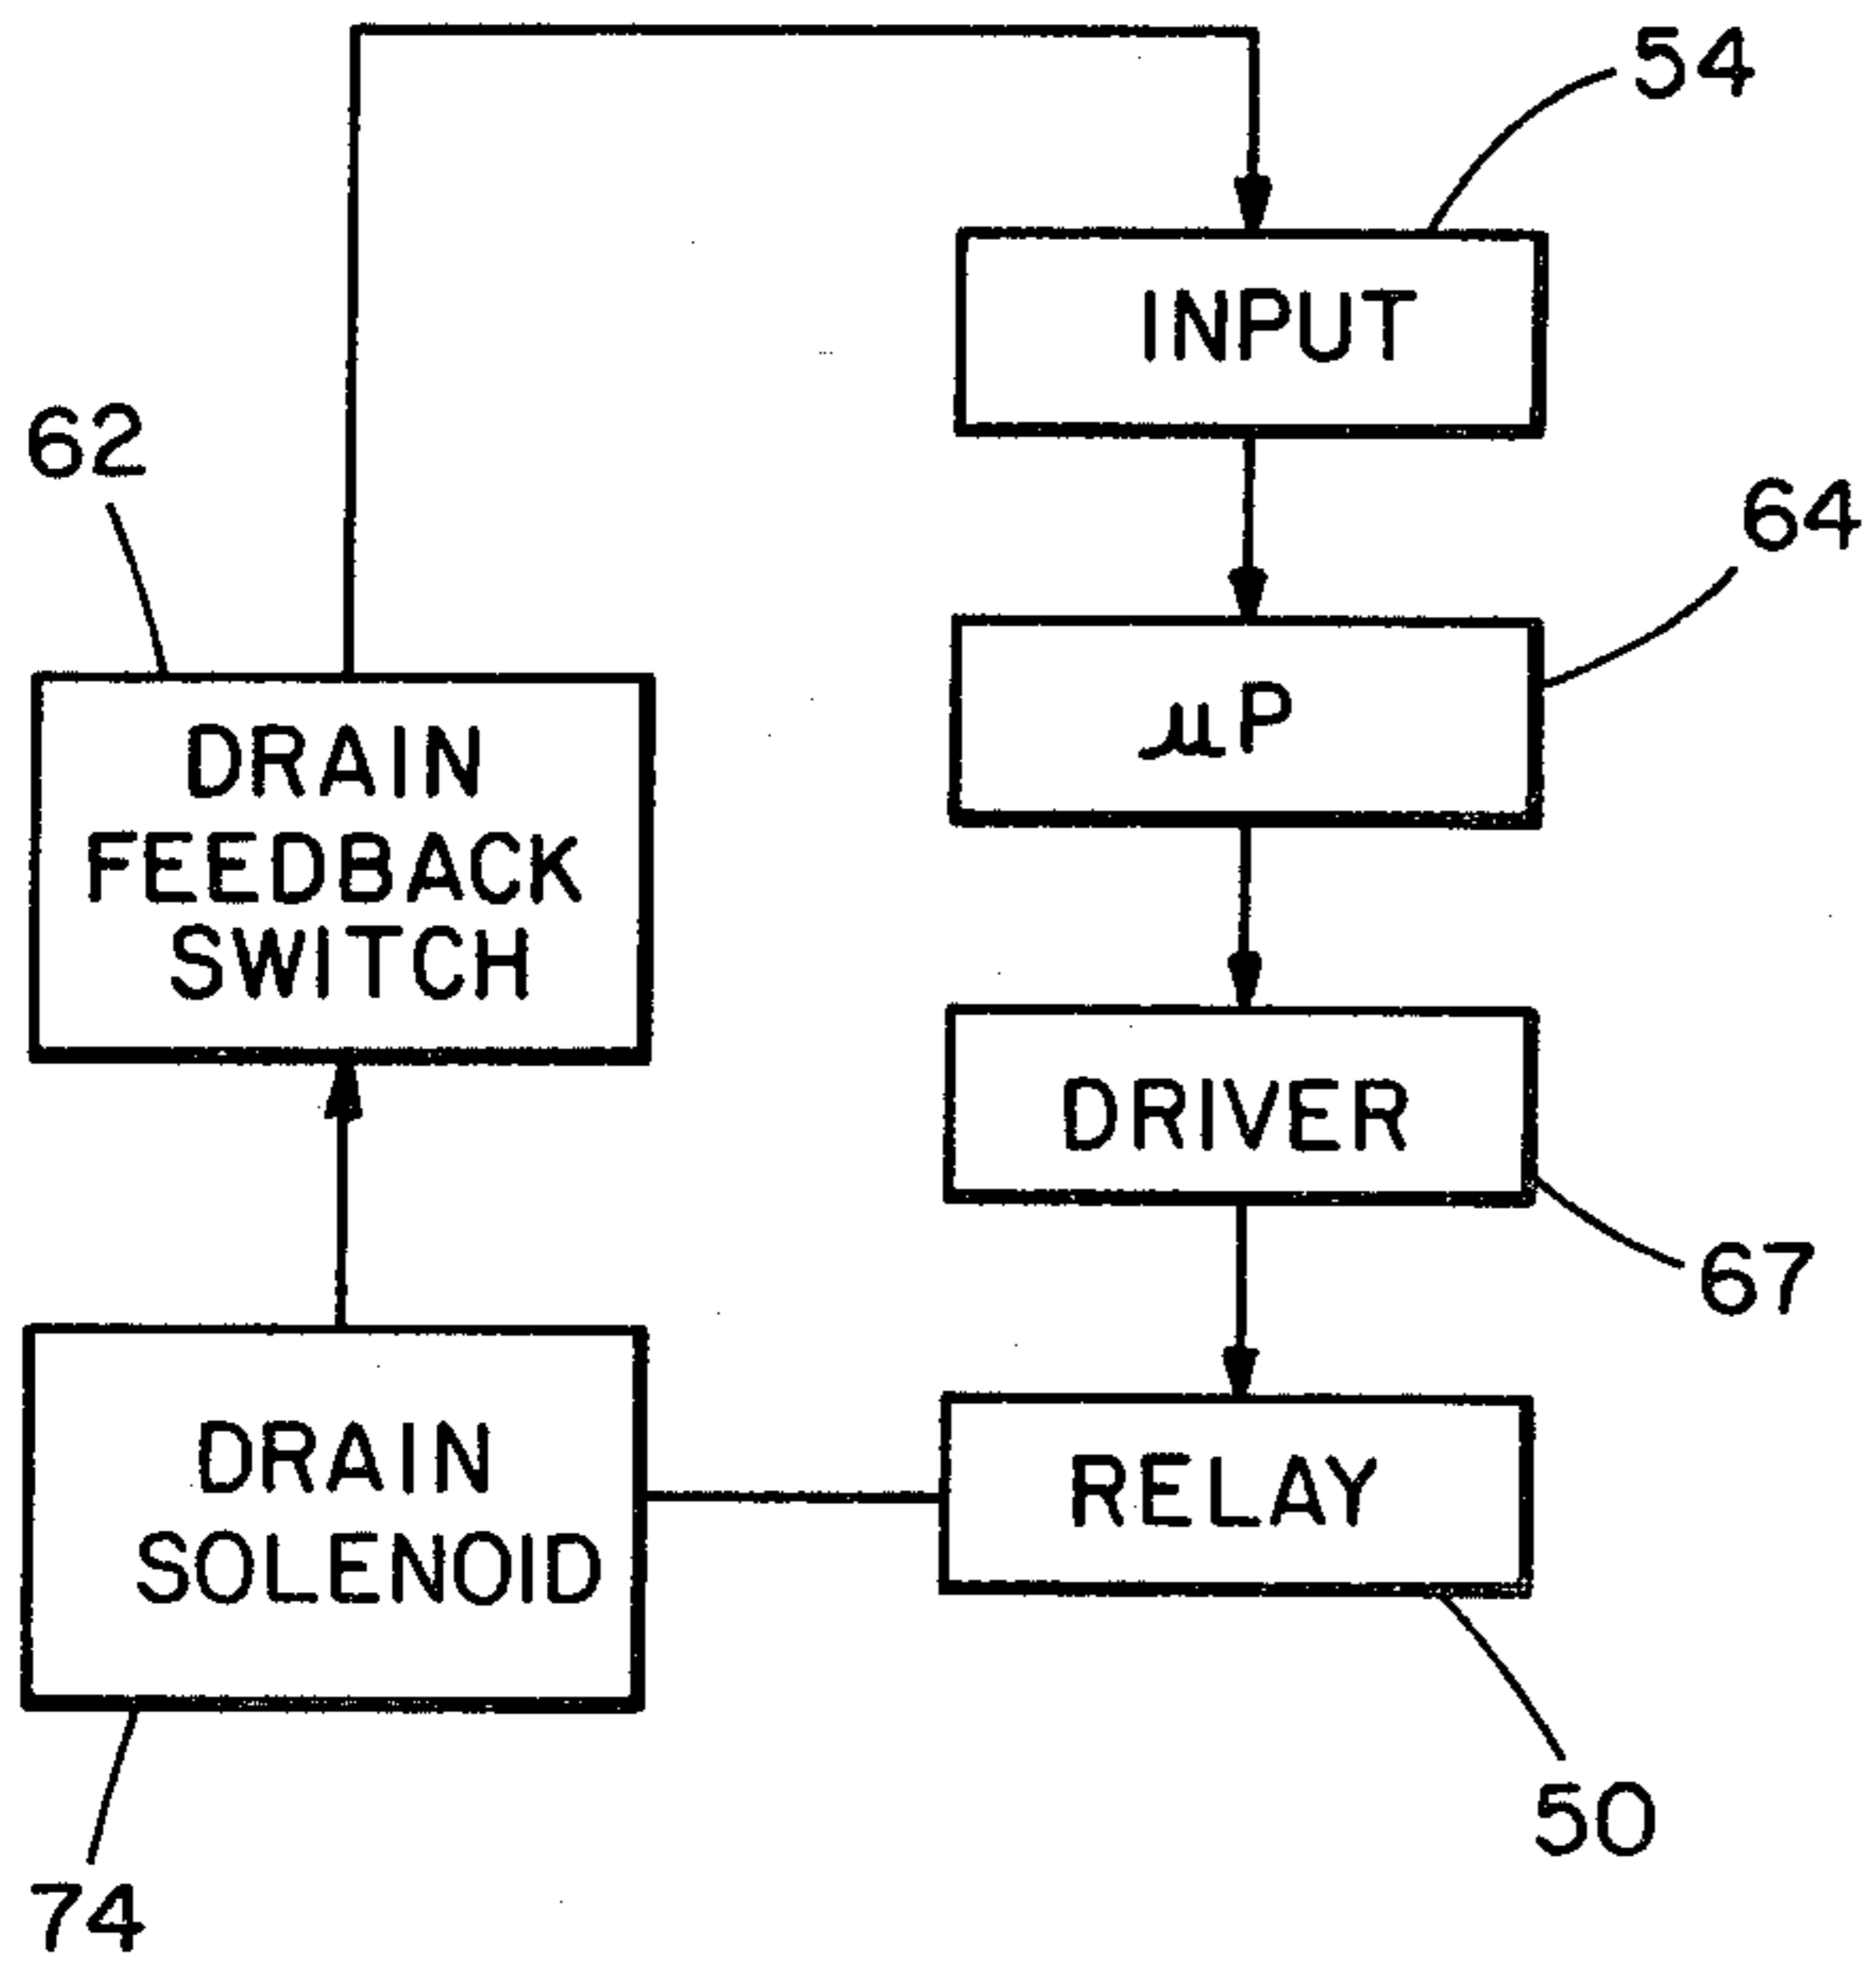 54
INPUT
62
64
μP
DRAIN
FEEDBACK
SWITCH
DRIVER
67
DRAIN
SOLENOID
RELAY
50
74